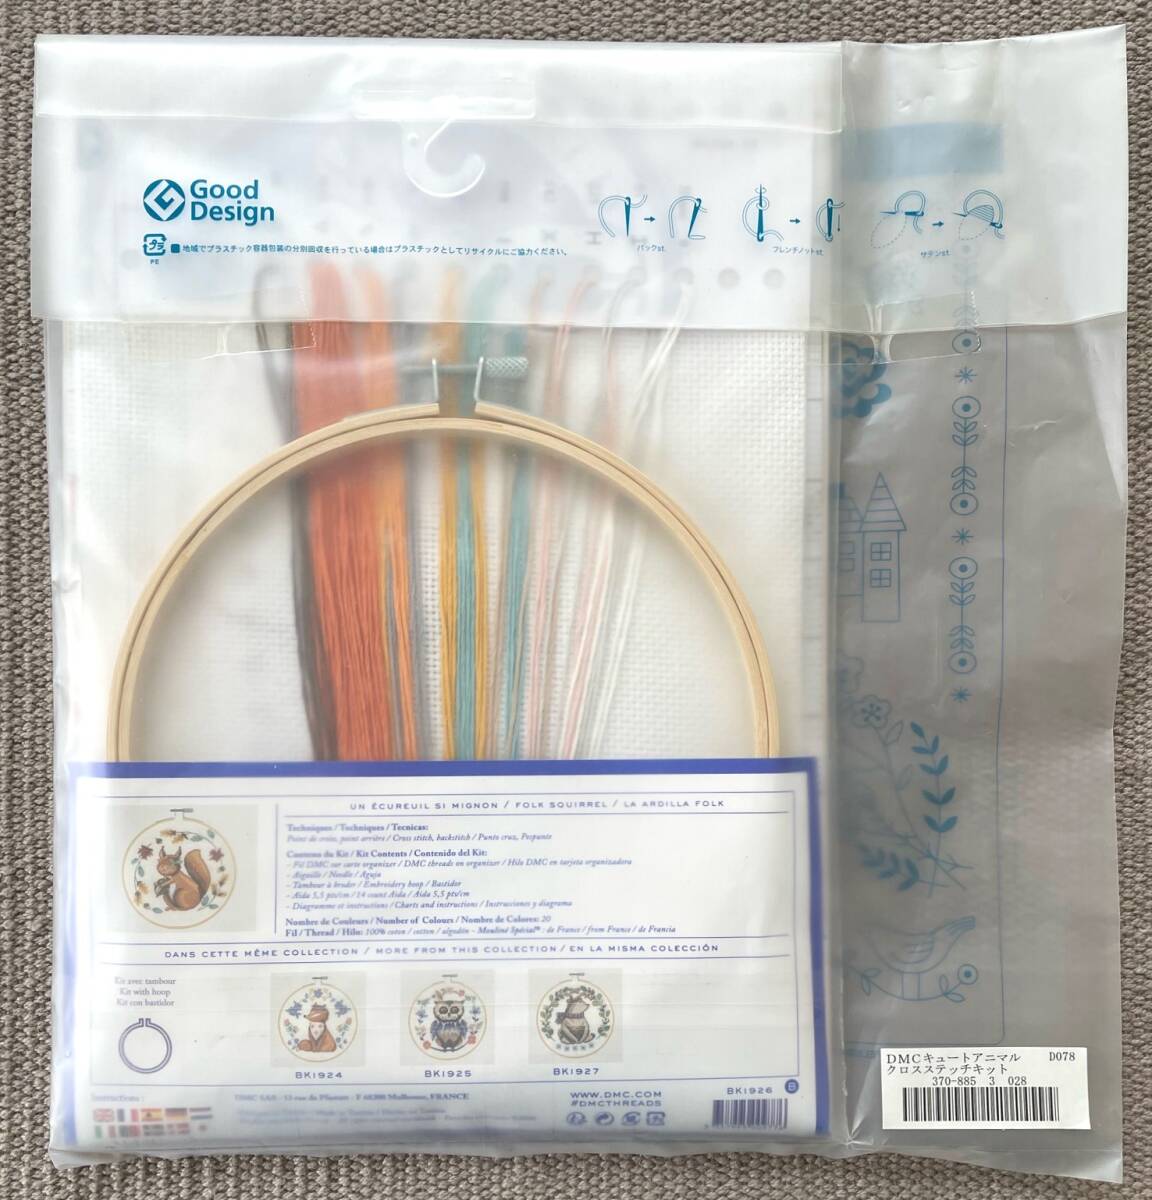 Good
Design
プラ
PE
■地域でプラスチック容器包装の分別回収を行っている場合はプラスチックとしてリサイクルにご協力ください。
バックst.
フレンチノットst.
サテンst.
UN ÉCUREUIL SI MIGNON / FOLK SQUIRREL / LA ARDILLA FOLK
Techniques / Techniques / Tecnicas:
Point de croix, point arrière / Cross stitch, backstitch / Punto cruz, Pespunte
Contenu du Kit / Kit Contents / Contenido del Kit:
- Fil DMC sur carte organizer / DMC threads on organizer / Hilo DMC en tarjeta organizadora
- Aiguille / Needle / Aguja
- Tambour à broder / Embroidery hoop / Bastidor
- Aida 5,5 pts/cm / 14 count Aida / Aida 5,5 pts/cm
- Diagramme et instructions / Charts and instructions / Instrucciones y diagrama
Nombre de Couleurs / Number of Colours / Nombre de Colores: 20
Fil / Thread / Hilo: 100% coton / cotton / algodón - Mouliné Spécial® : de France / from France / de Francia
DANS CETTE MÊME COLLECTION / MORE FROM THIS COLLECTION / EN LA MISMA COLECCIÓN
Kit avec tambour
Kit with hoop
Kit con bastidor
BK1924
BK1925
BK1927
Instructions :
DMC SAS - 13 rue de Pfastatt - F 68200 Mulhouse, FRANCE
WWW.DMC.COM
#DMCTHREADS
BK1926
B
DMCキュートアニマル D078
クロスステッチキット
370-885 3 028